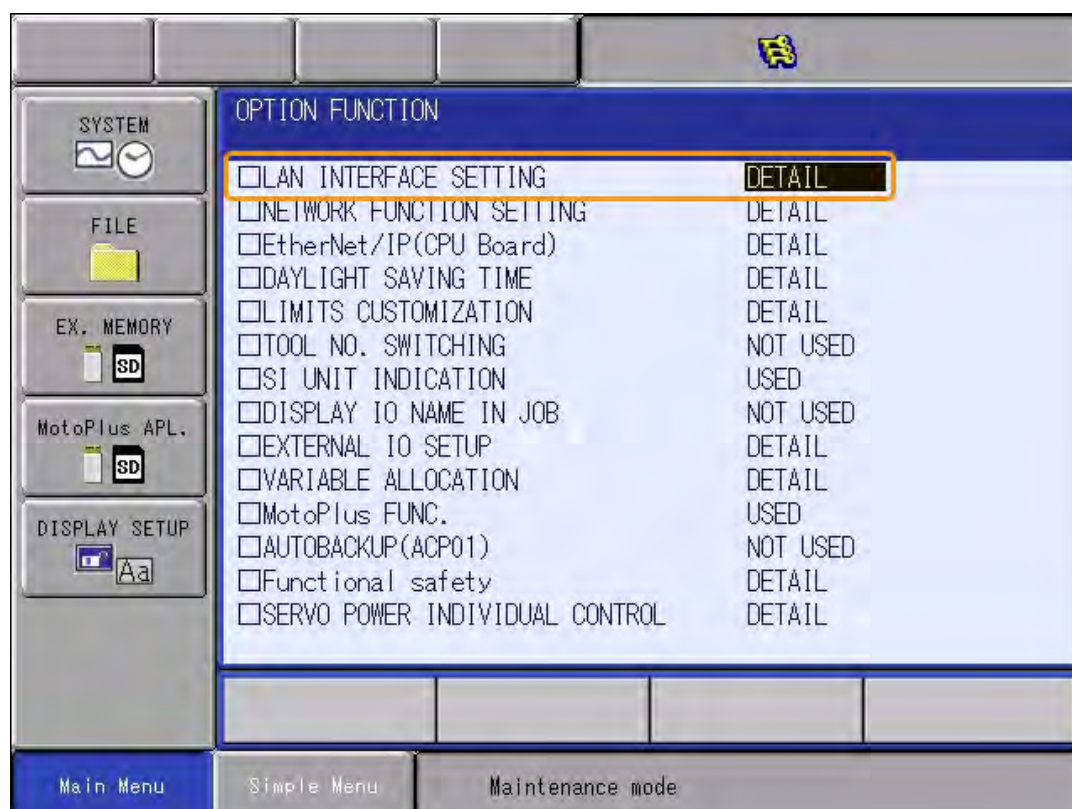 SYSTEM
FILE
EX. MEMORY
SD
MotoPlus APL.
SD
DISPLAY SETUP
Aa
OPTION FUNCTION
LAN INTERFACE SETTING DETAIL
NETWORK FUNCTION SETTING DETAIL
EtherNet/IP(CPU Board) DETAIL
DAYLIGHT SAVING TIME DETAIL
LIMITS CUSTOMIZATION DETAIL
TOOL NO. SWITCHING NOT USED
SI UNIT INDICATION USED
DISPLAY IO NAME IN JOB NOT USED
EXTERNAL IO SETUP DETAIL
VARIABLE ALLOCATION DETAIL
MotoPlus FUNC. USED
AUTOBACKUP(ACP01) NOT USED
Functional safety DETAIL
SERVO POWER INDIVIDUAL CONTROL DETAIL
Main Menu Simple Menu Maintenance mode